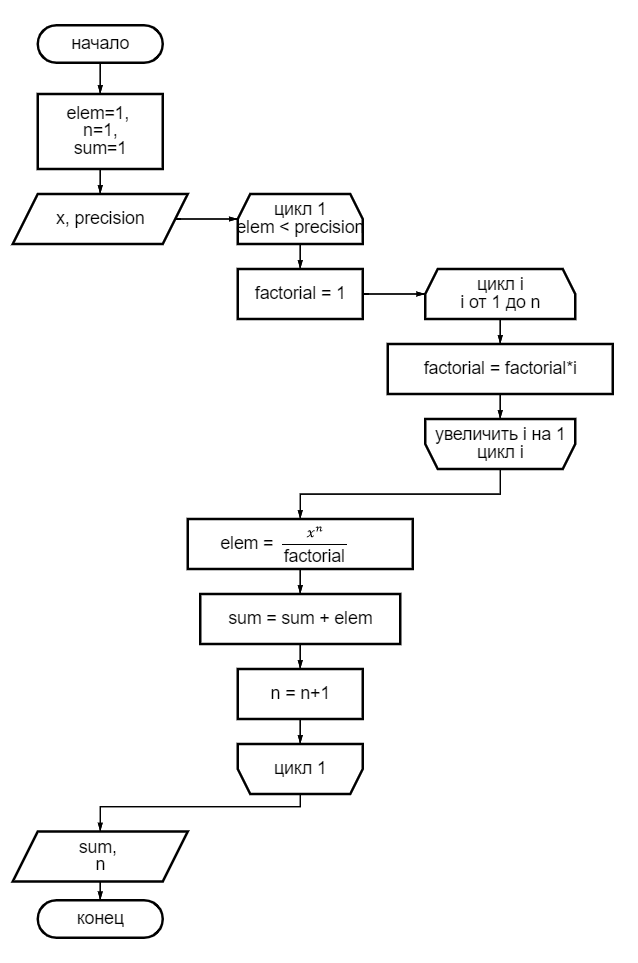 начало
elem=1,
n=1,
sum=1
x, precision
цикл 1
elem < precision
factorial = 1
цикл i
i от 1 до n
factorial = factorial*i
увеличить i на 1
цикл i
elem = xⁿ / factorial
sum = sum + elem
n = n+1
цикл 1
sum,
n
конец